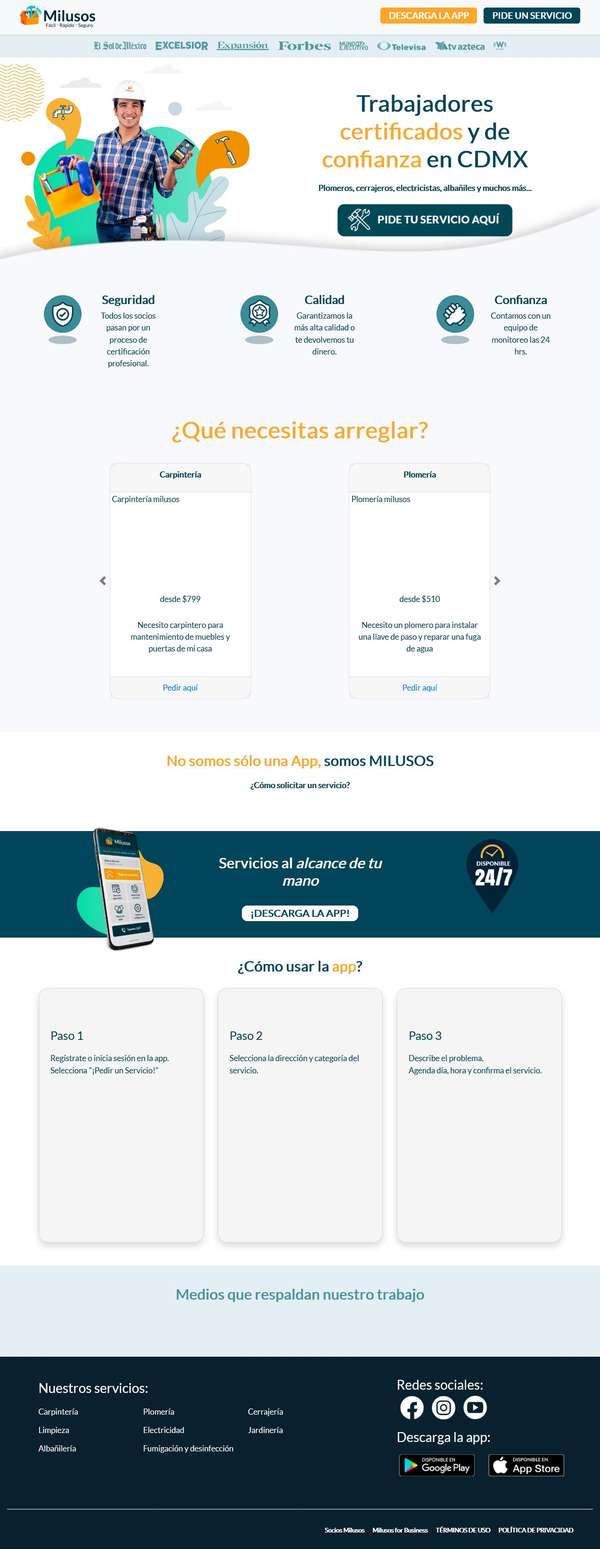 Milusos
Fácil · Rápido · Seguro
DESCARGA LA APP
PIDE UN SERVICIO
El Sol de México
EXCELSIOR
Expansión
Forbes
MUNDO EJECUTIVO
Televisa
tv azteca
W
Trabajadores
certificados y de
confianza en CDMX
Plomeros, cerrajeros, electricistas, albañiles y muchos más...
PIDE TU SERVICIO AQUÍ
Seguridad
Todos los socios
pasan por un
proceso de
certificación
profesional.
Calidad
Garantizamos la
más alta calidad o
te devolvemos tu
dinero.
Confianza
Contamos con un
equipo de
monitoreo las 24
hrs.
¿Qué necesitas arreglar?
Carpintería
Carpintería milusos
desde $799
Necesito carpintero para
mantenimiento de muebles y
puertas de mi casa
Pedir aquí
Plomería
Plomería milusos
desde $510
Necesito un plomero para instalar
una llave de paso y reparar una fuga
de agua
Pedir aquí
No somos sólo una App, somos MILUSOS
¿Cómo solicitar un servicio?
Milusos
Servicios al alcance de tu
mano
¡DESCARGA LA APP!
DISPONIBLE
24/7
¿Cómo usar la app?
Paso 1
Regístrate o inicia sesión en la app.
Selecciona "¡Pedir un Servicio!"
Paso 2
Selecciona la dirección y categoría del
servicio.
Paso 3
Describe el problema.
Agenda día, hora y confirma el servicio.
Medios que respaldan nuestro trabajo
Nuestros servicios:
Carpintería
Plomería
Cerrajería
Limpieza
Electricidad
Jardinería
Albañilería
Fumigación y desinfección
Redes sociales:
Descarga la app:
DISPONIBLE EN
Google Play
DISPONIBLE EN
App Store
Socios Milusos
Milusos for Business
TÉRMINOS DE USO
POLÍTICA DE PRIVACIDAD